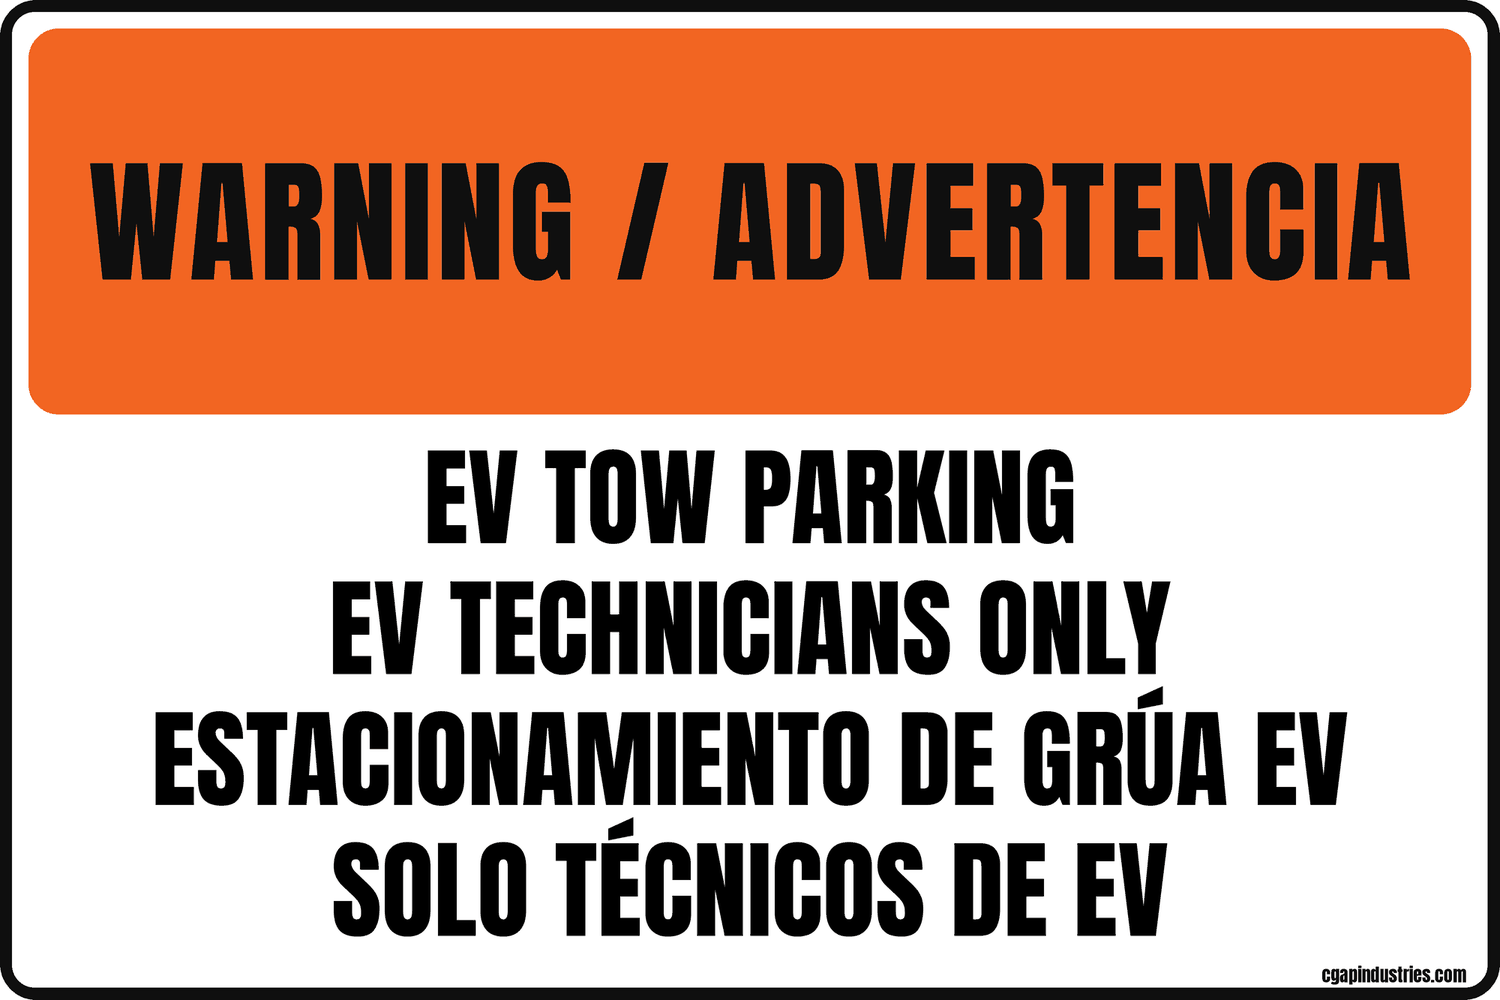 WARNING / ADVERTENCIA
EV TOW PARKING
EV TECHNICIANS ONLY
ESTACIONAMIENTO DE GRÚA EV
SOLO TÉCNICOS DE EV
cgapindustries.com